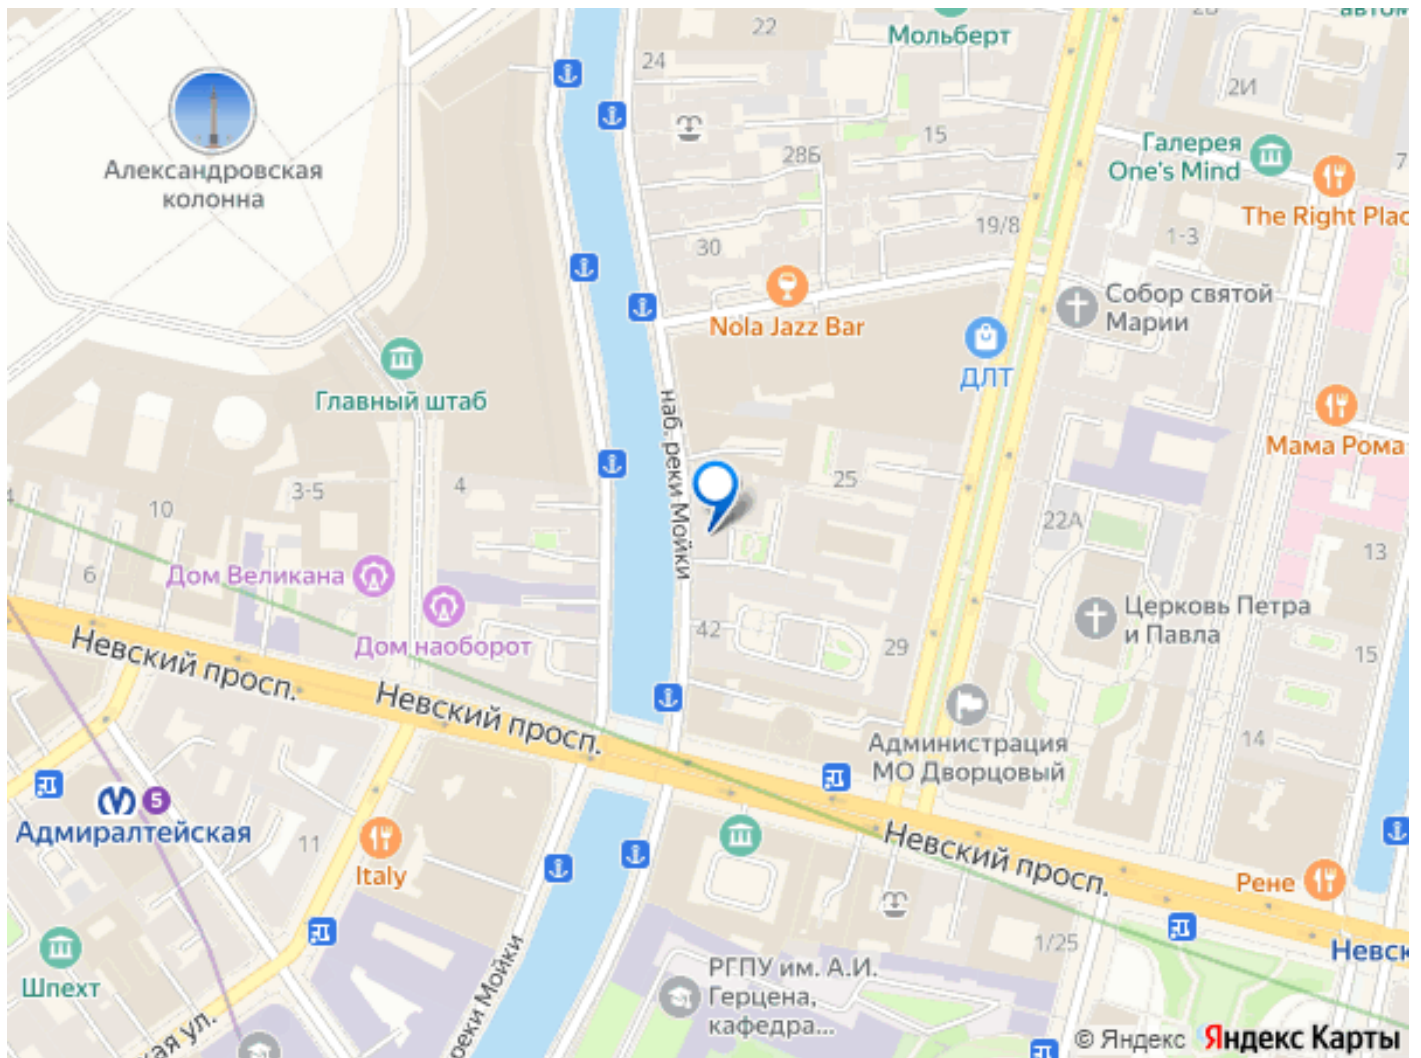 автом
Мольберт
22
24
2И
15
28Б
Галерея
One's Mind
7
The Right Plac
Александровская
колонна
30
19/8
1-3
Nola Jazz Bar
Собор святой
Марии
ДЛТ
Главный штаб
наб. реки Мойки
Мама Рома
4
3-5
10
25
22А
13
6
Дом Великана
Дом наоборот
42
29
Церковь Петра
и Павла
15
Невский просп.
Невский просп.
Администрация
МО Дворцовый
14
5
Адмиралтейская
11
Italy
Невский просп.
Рене
Невск
1/25
Шпехт
реки Мойки
РГПУ им. А.И.
Герцена,
кафедра...
кая ул.
© Яндекс Яндекс Карты